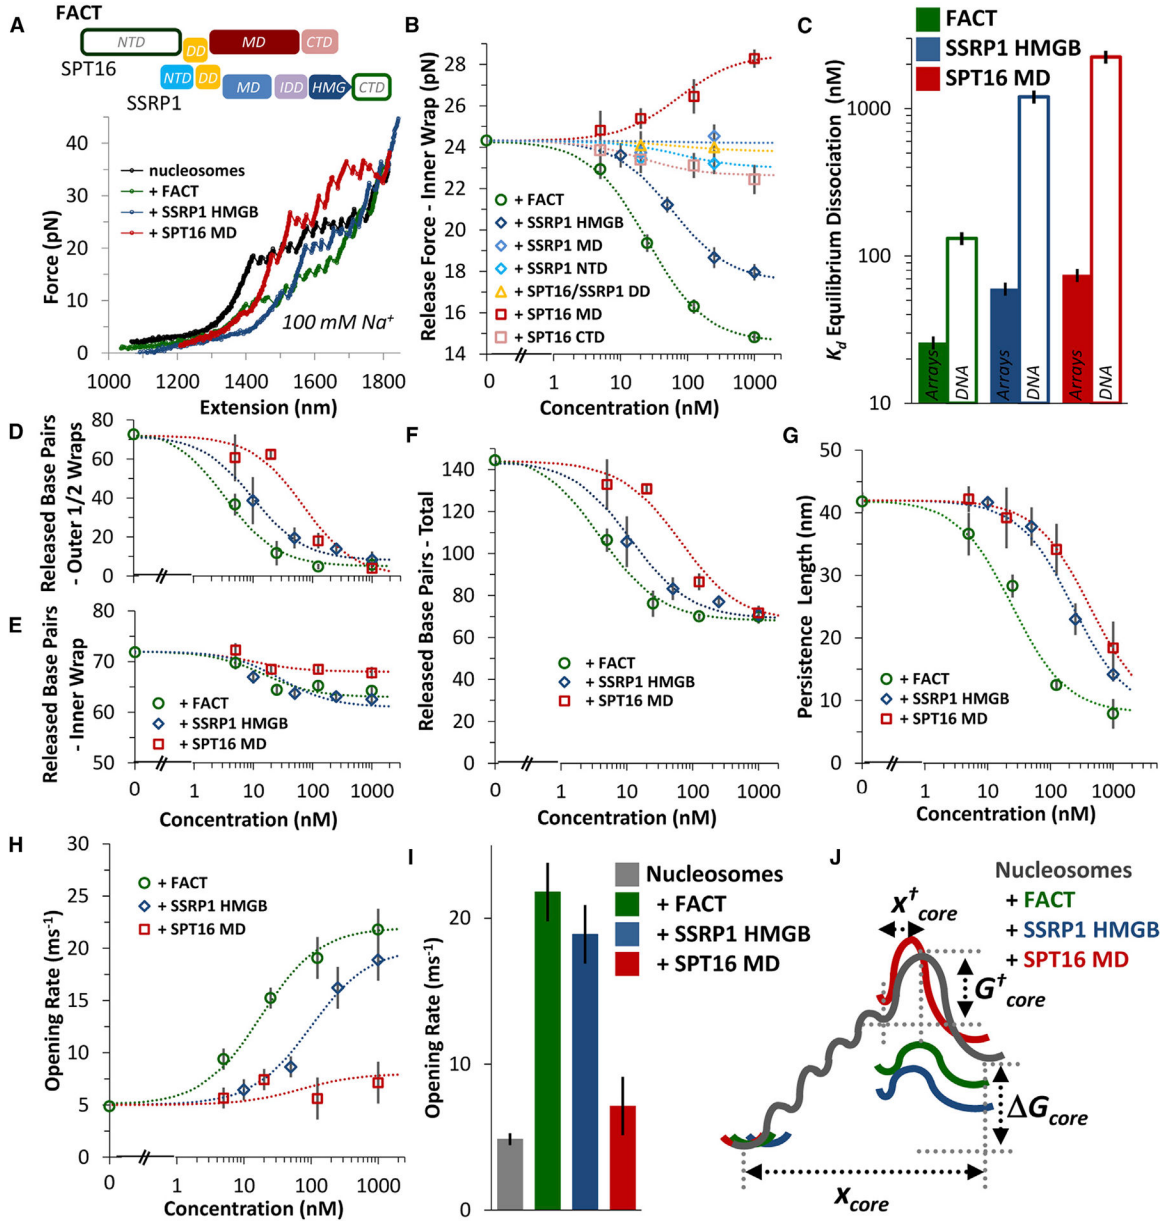 A
FACT
NTD
DD
MD
CTD
SPT16
NTD
DD
MD
IDD
HMG
CTD
SSRP1
Force (pN)
40
30
20
10
0
nucleosomes
+ FACT
+ SSRP1 HMGB
+ SPT16 MD
100 mM Na+
1000 1200 1400 1600 1800
Extension (nm)
B
Release Force - Inner Wrap (pN)
28
26
24
22
20
18
16
14
+ FACT
+ SSRP1 HMGB
+ SSRP1 MD
+ SSRP1 NTD
+ SPT16/SSRP1 DD
+ SPT16 MD
+ SPT16 CTD
0 1 10 100 1000
Concentration (nM)
C
FACT
SSRP1 HMGB
SPT16 MD
Kd Equilibrium Dissociation (nM)
1000
100
10
Arrays
DNA
Arrays
DNA
Arrays
DNA
D
Released Base Pairs
- Outer 1/2 Wraps
80
60
40
20
0
E
Released Base Pairs
- Inner Wrap
80
70
60
50
+ FACT
+ SSRP1 HMGB
+ SPT16 MD
0 1 10 100 1000
Concentration (nM)
F
Released Base Pairs - Total
140
120
100
80
60
40
20
0
+ FACT
+ SSRP1 HMGB
+ SPT16 MD
0 1 10 100 1000
Concentration (nM)
G
Persistence Length (nm)
50
40
30
20
10
0
+ FACT
+ SSRP1 HMGB
+ SPT16 MD
0 1 10 100 1000
Concentration (nM)
H
Opening Rate (ms-1)
30
25
20
15
10
5
0
+ FACT
+ SSRP1 HMGB
+ SPT16 MD
0 1 10 100 1000
Concentration (nM)
I
Opening Rate (ms-1)
20
10
0
Nucleosomes
+ FACT
+ SSRP1 HMGB
+ SPT16 MD
J
Nucleosomes
+ FACT
+ SSRP1 HMGB
+ SPT16 MD
x†core
G†core
ΔGcore
xcore